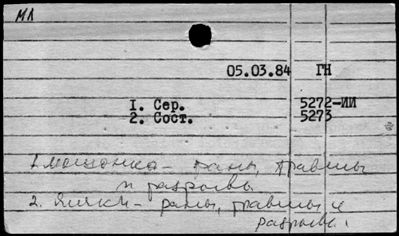 МЛ
05.03.84 ГН
1. Сер. 5272-ИИ
2. Сост. 5273
1. мошонка – раны, травмы
и разрывы
2. яички – раны, травмы и
разрывы.